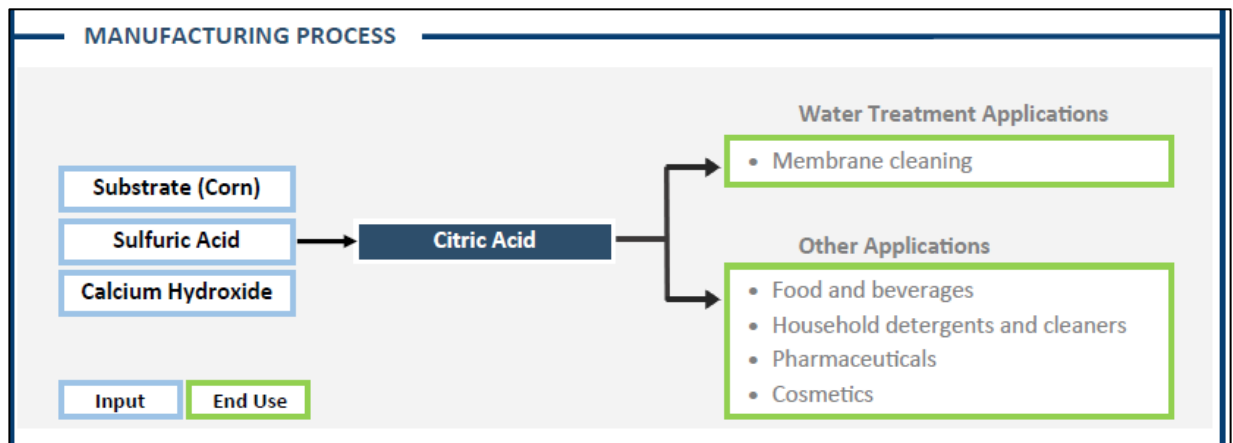 MANUFACTURING PROCESS
Substrate (Corn)
Sulfuric Acid
Calcium Hydroxide
Citric Acid
Water Treatment Applications
• Membrane cleaning
Other Applications
• Food and beverages
• Household detergents and cleaners
• Pharmaceuticals
• Cosmetics
Input
End Use